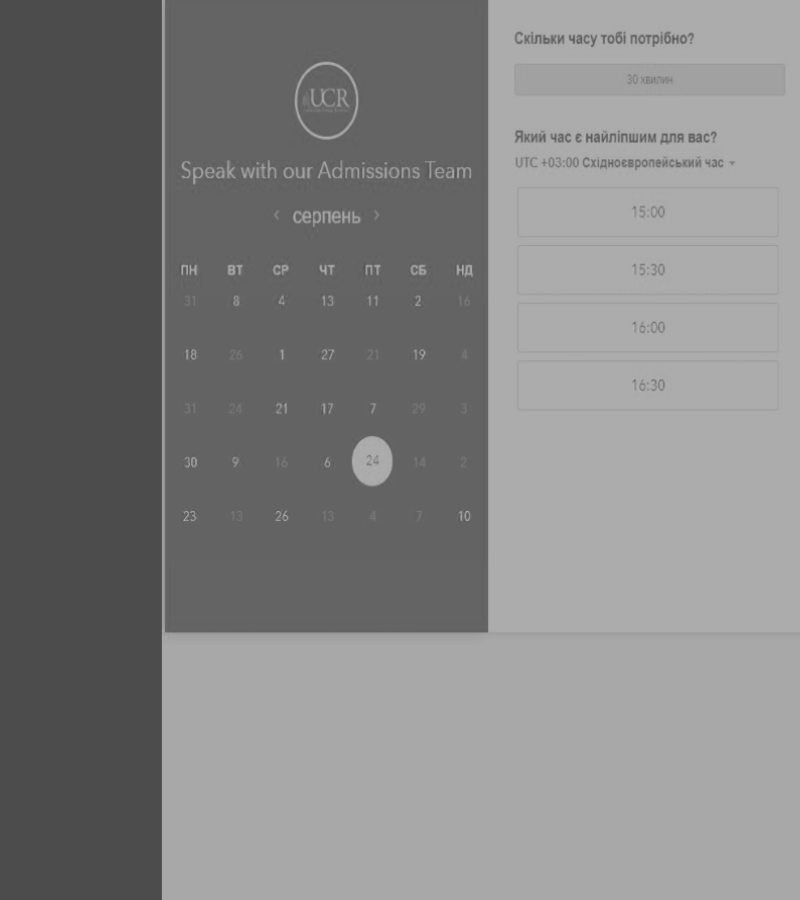 UCR
Speak with our Admissions Team
‹ серпень ›
ПН ВТ СР ЧТ ПТ СБ НД
31 8 4 13 11 2 16
18 26 1 27 21 19 4
31 24 21 17 7 29 3
30 9 16 6 24 14 2
23 13 26 13 4 7 10
Скільки часу тобі потрібно?
30 хвилин
Який час є найліпшим для вас?
UTC +03:00 Східноєвропейський час
15:00
15:30
16:00
16:30